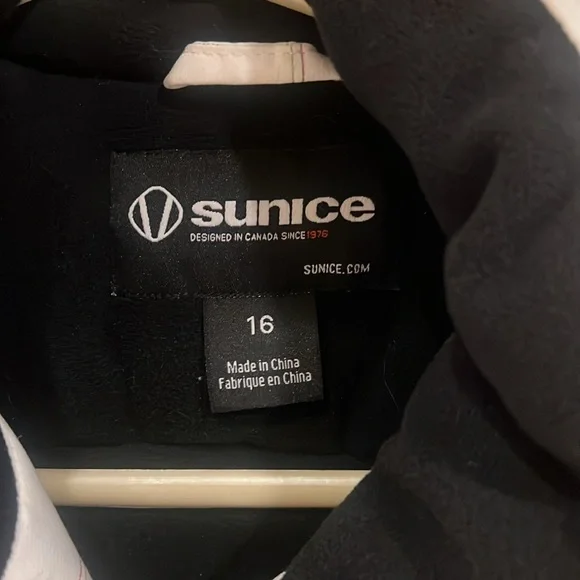 sunice
DESIGNED IN CANADA SINCE 1976
SUNICE.COM
16
Made in China
Fabrique en China